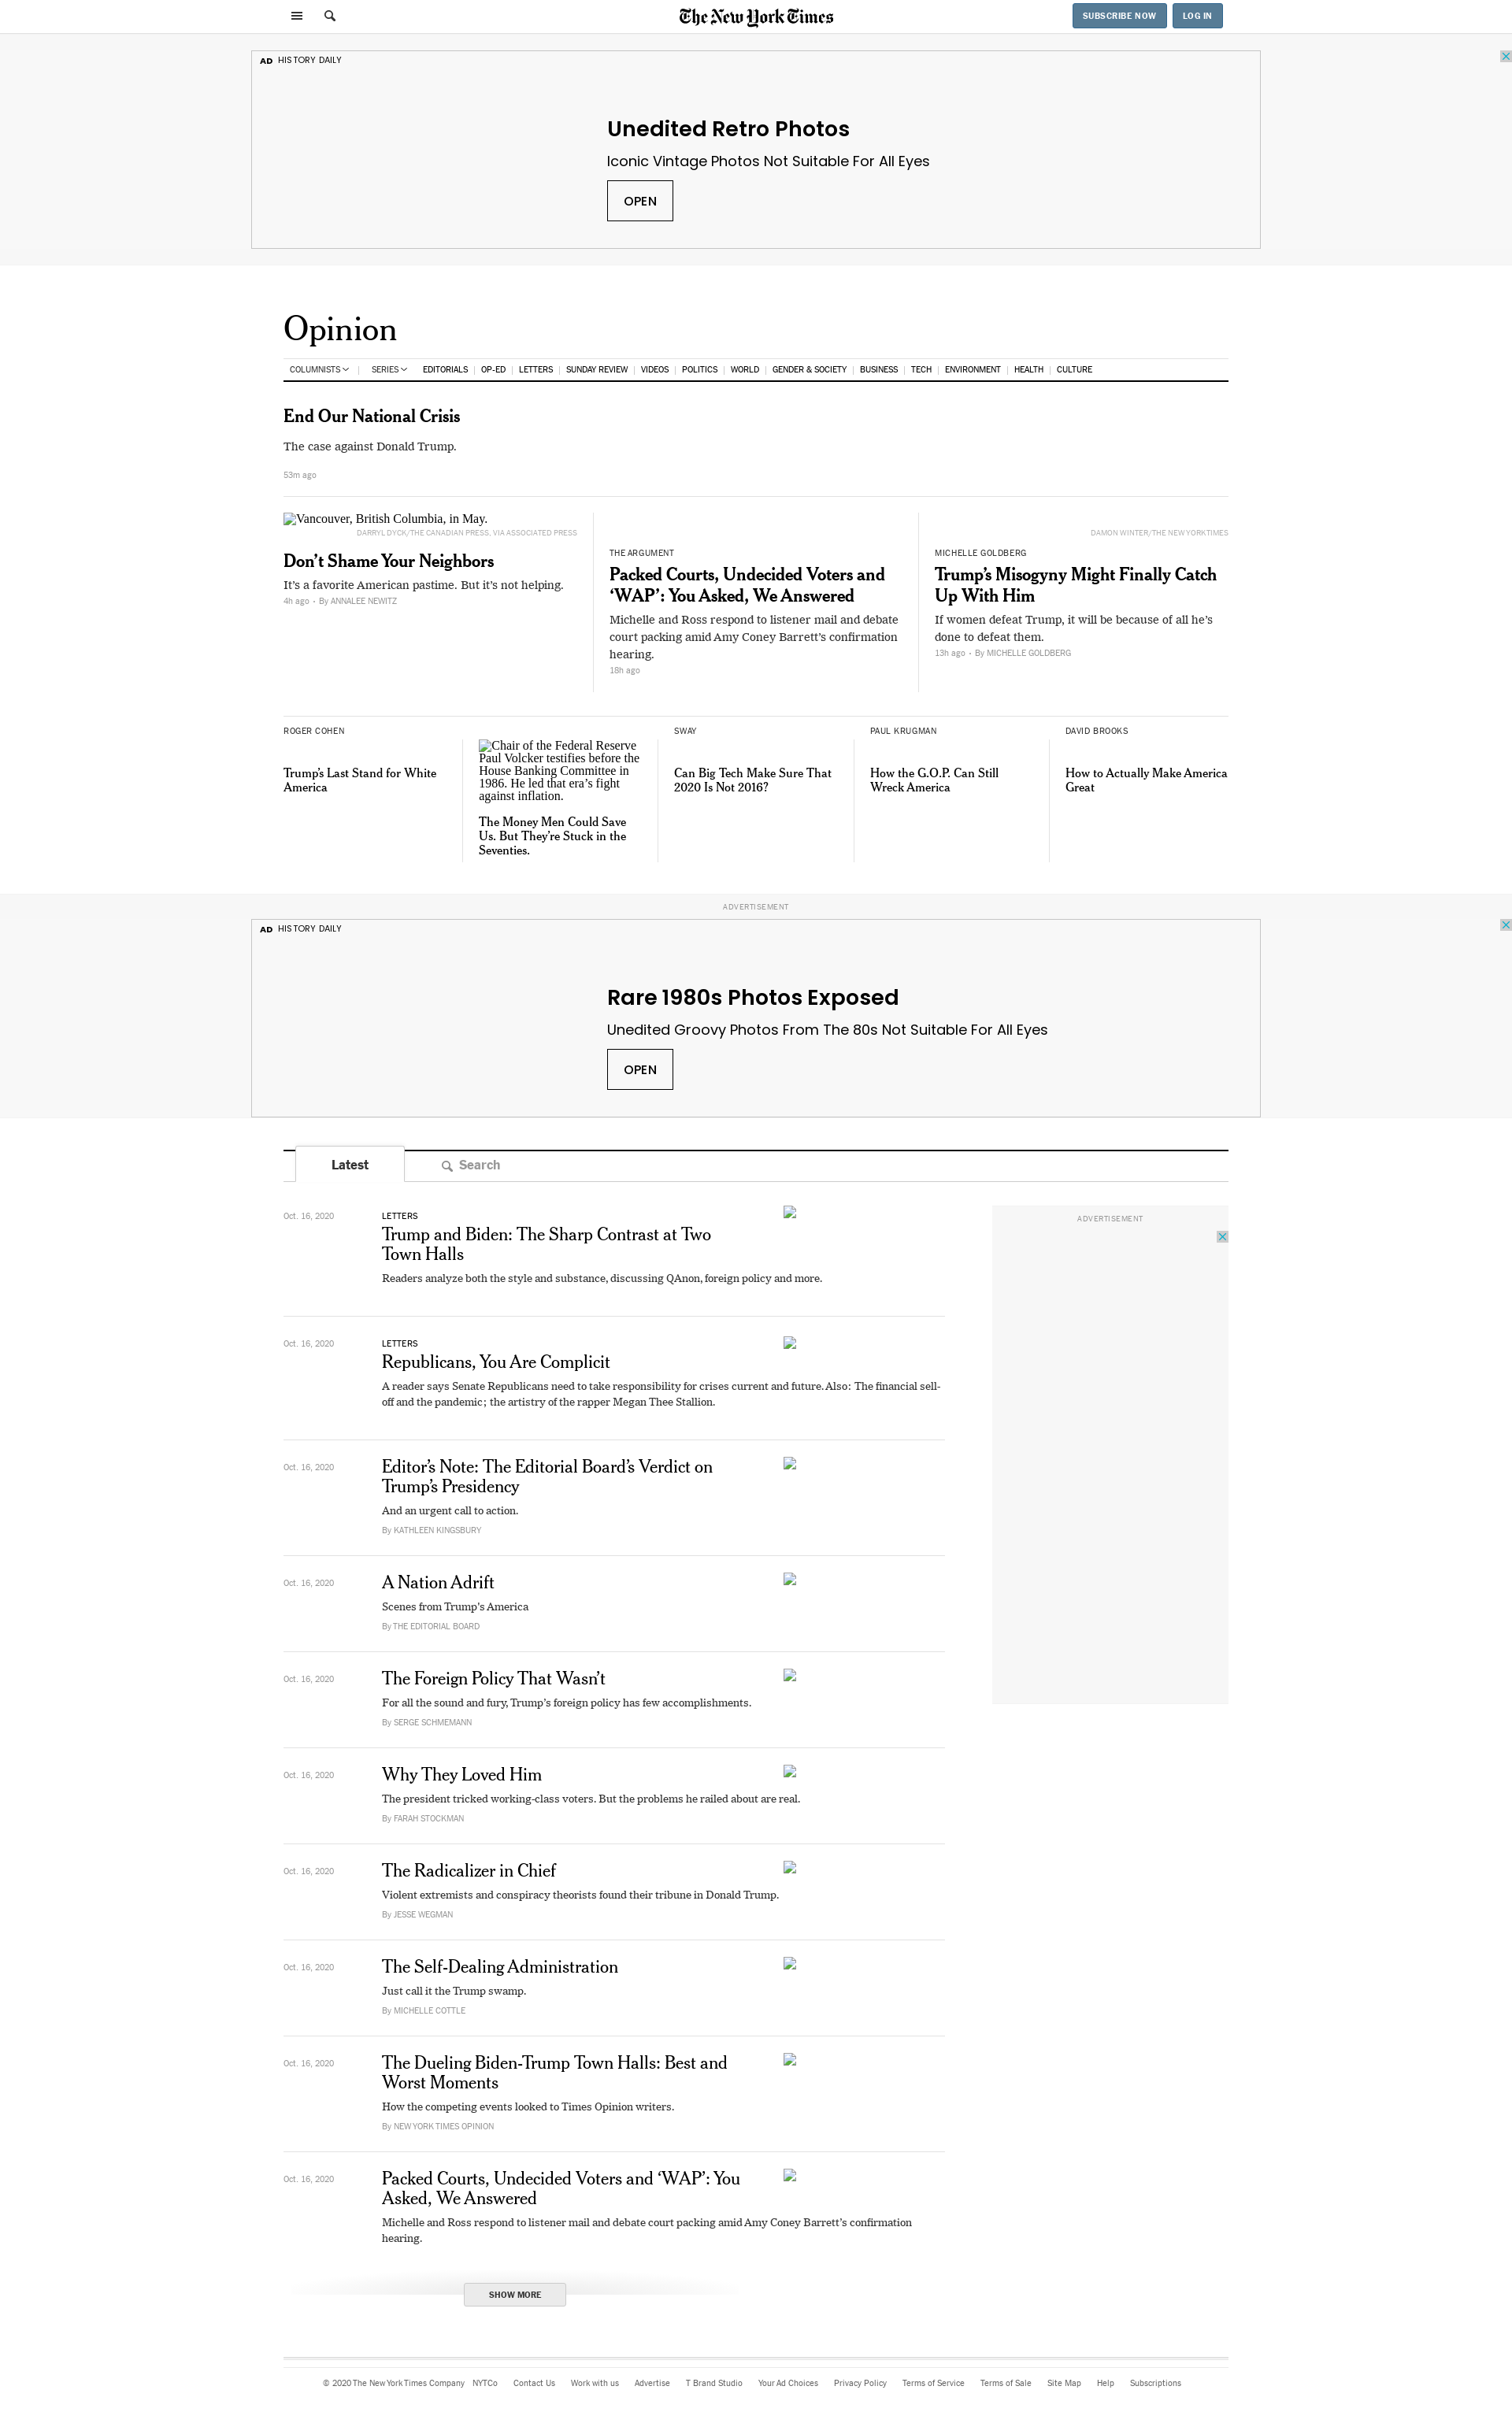 The New York Times
SUBSCRIBE NOW
LOG IN
AD HISTORY DAILY
Unedited Retro Photos
Iconic Vintage Photos Not Suitable For All Eyes
OPEN
Opinion
COLUMNISTS
SERIES
EDITORIALS
OP-ED
LETTERS
SUNDAY REVIEW
VIDEOS
POLITICS
WORLD
GENDER & SOCIETY
BUSINESS
TECH
ENVIRONMENT
HEALTH
CULTURE
End Our National Crisis
The case against Donald Trump.
53m ago
Vancouver, British Columbia, in May.
DARRYL DYCK/THE CANADIAN PRESS, VIA ASSOCIATED PRESS
Don’t Shame Your Neighbors
It’s a favorite American pastime. But it’s not helping.
4h ago • By ANNALEE NEWITZ
THE ARGUMENT
Packed Courts, Undecided Voters and
‘WAP’: You Asked, We Answered
Michelle and Ross respond to listener mail and debate
court packing amid Amy Coney Barrett’s confirmation
hearing.
18h ago
DAMON WINTER/THE NEW YORK TIMES
MICHELLE GOLDBERG
Trump’s Misogyny Might Finally Catch
Up With Him
If women defeat Trump, it will be because of all he’s
done to defeat them.
13h ago • By MICHELLE GOLDBERG
ROGER COHEN
Trump’s Last Stand for White
America
Chair of the Federal Reserve
Paul Volcker testifies before the
House Banking Committee in
1986. He led that era’s fight
against inflation.
The Money Men Could Save
Us. But They’re Stuck in the
Seventies.
SWAY
Can Big Tech Make Sure That
2020 Is Not 2016?
PAUL KRUGMAN
How the G.O.P. Can Still
Wreck America
DAVID BROOKS
How to Actually Make America
Great
ADVERTISEMENT
AD HISTORY DAILY
Rare 1980s Photos Exposed
Unedited Groovy Photos From The 80s Not Suitable For All Eyes
OPEN
Latest
Search
ADVERTISEMENT
Oct. 16, 2020
LETTERS
Trump and Biden: The Sharp Contrast at Two
Town Halls
Readers analyze both the style and substance, discussing QAnon, foreign policy and more.
Oct. 16, 2020
LETTERS
Republicans, You Are Complicit
A reader says Senate Republicans need to take responsibility for crises current and future. Also: The financial sell-
off and the pandemic; the artistry of the rapper Megan Thee Stallion.
Oct. 16, 2020
Editor’s Note: The Editorial Board’s Verdict on
Trump’s Presidency
And an urgent call to action.
By KATHLEEN KINGSBURY
Oct. 16, 2020
A Nation Adrift
Scenes from Trump’s America
By THE EDITORIAL BOARD
Oct. 16, 2020
The Foreign Policy That Wasn’t
For all the sound and fury, Trump’s foreign policy has few accomplishments.
By SERGE SCHMEMANN
Oct. 16, 2020
Why They Loved Him
The president tricked working-class voters. But the problems he railed about are real.
By FARAH STOCKMAN
Oct. 16, 2020
The Radicalizer in Chief
Violent extremists and conspiracy theorists found their tribune in Donald Trump.
By JESSE WEGMAN
Oct. 16, 2020
The Self-Dealing Administration
Just call it the Trump swamp.
By MICHELLE COTTLE
Oct. 16, 2020
The Dueling Biden-Trump Town Halls: Best and
Worst Moments
How the competing events looked to Times Opinion writers.
By NEW YORK TIMES OPINION
Oct. 16, 2020
Packed Courts, Undecided Voters and ‘WAP’: You
Asked, We Answered
Michelle and Ross respond to listener mail and debate court packing amid Amy Coney Barrett’s confirmation
hearing.
SHOW MORE
© 2020 The New York Times Company NYTCo Contact Us Work with us Advertise T Brand Studio Your Ad Choices Privacy Policy Terms of Service Terms of Sale Site Map Help Subscriptions